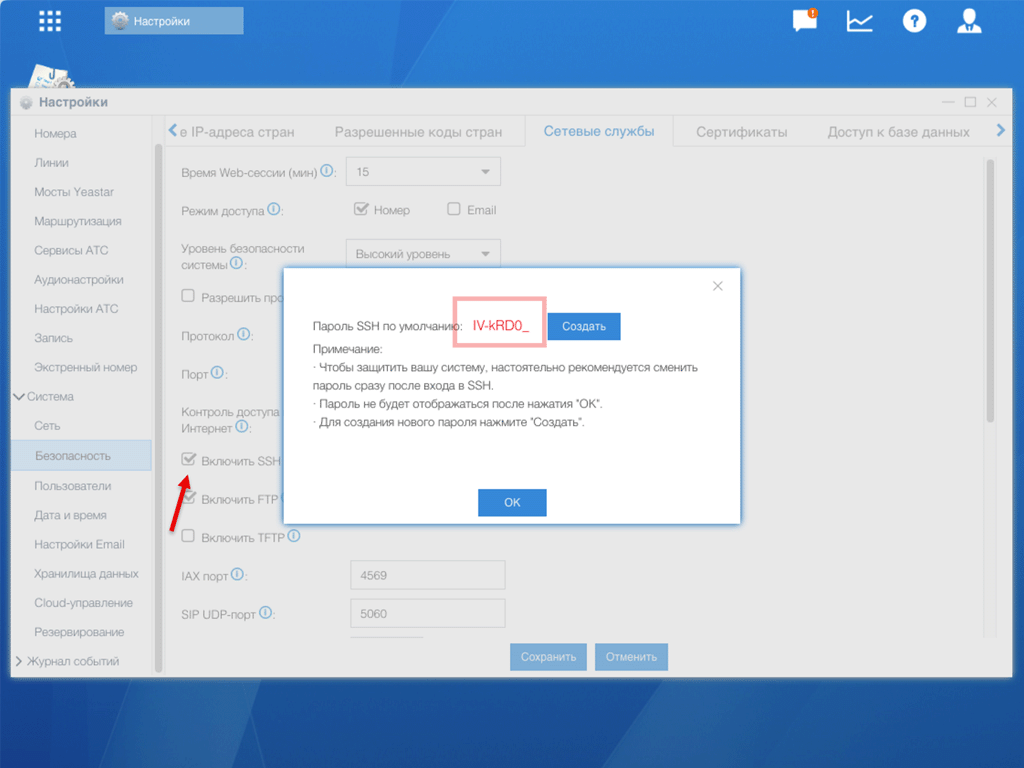 Настройки
Настройки
е IP-адреса стран
Разрешенные коды стран
Сетевые службы
Сертификаты
Доступ к базе данных
Номера
Линии
Мосты Yeastar
Маршрутизация
Сервисы АТС
Аудионастройки
Настройки АТС
Запись
Экстренный номер
Система
Сеть
Безопасность
Пользователи
Дата и время
Настройки Email
Хранилища данных
Cloud-управление
Резервирование
Журнал событий
Время Web-сессии (мин) : 15
Режим доступа : Номер Email
Уровень безопасности
системы : Высокий уровень
Разрешить про
Протокол :
Порт :
Контроль доступа
Интернет :
Включить SSH
Включить FTP
Включить TFTP
IAX порт : 4569
SIP UDP-порт : 5060
Сохранить Отменить
Пароль SSH по умолчанию: IV-kRD0_ Создать
Примечание:
· Чтобы защитить вашу систему, настоятельно рекомендуется сменить
пароль сразу после входа в SSH.
· Пароль не будет отображаться после нажатия "ОК".
· Для создания нового пароля нажмите "Создать".
ОК